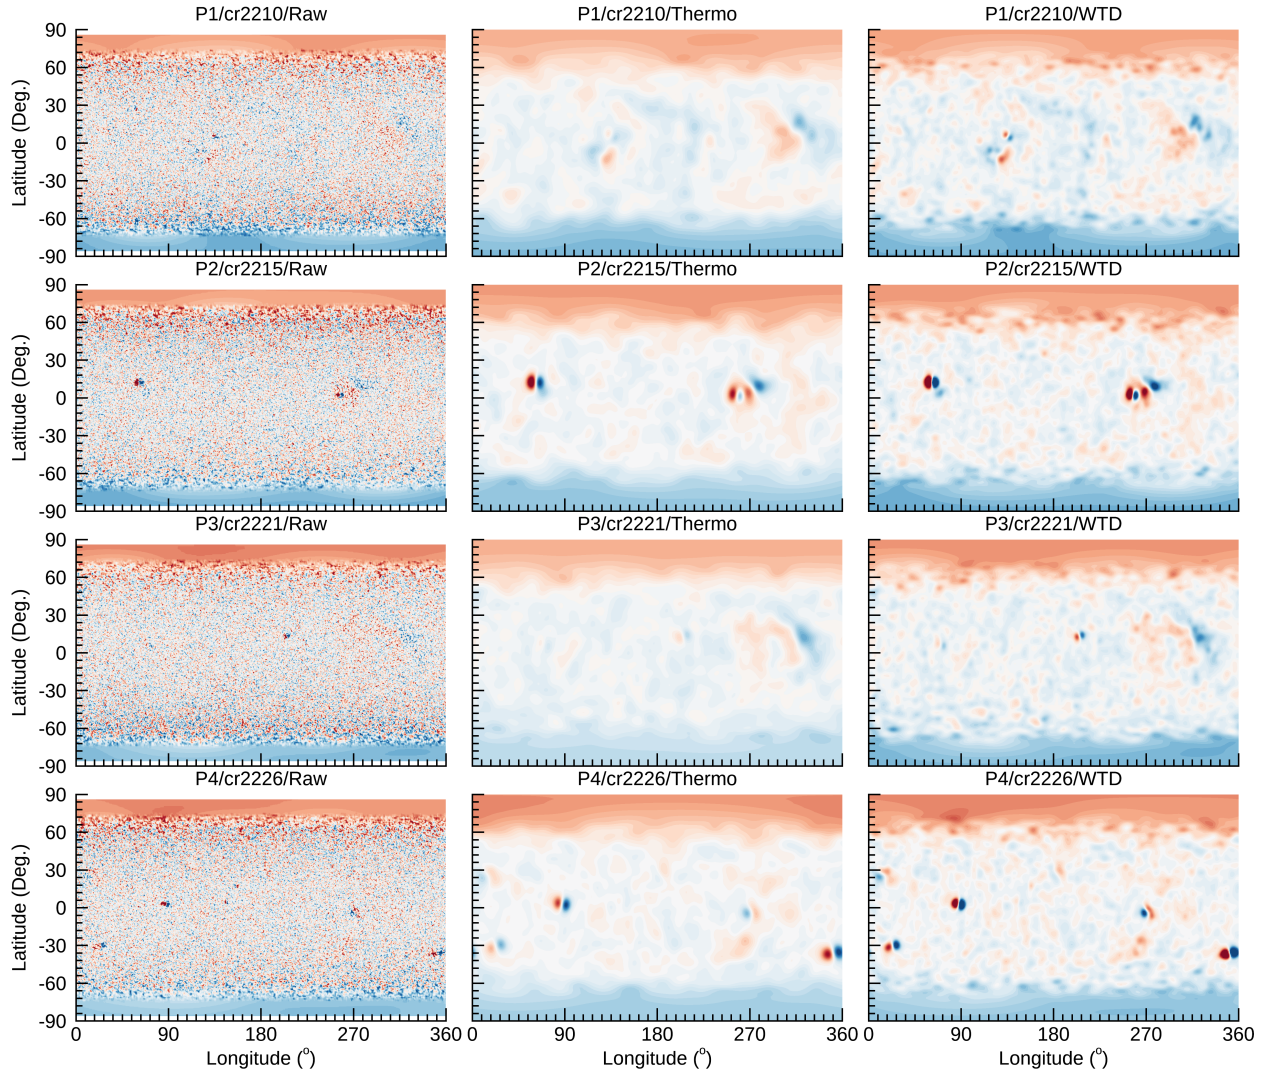 P1/cr2210/Raw P1/cr2210/Thermo P1/cr2210/WTD
90
60
30
0
-30
-60
-90
Latitude (Deg.)
P2/cr2215/Raw P2/cr2215/Thermo P2/cr2215/WTD
90
60
30
0
-30
-60
-90
Latitude (Deg.)
P3/cr2221/Raw P3/cr2221/Thermo P3/cr2221/WTD
90
60
30
0
-30
-60
-90
Latitude (Deg.)
P4/cr2226/Raw P4/cr2226/Thermo P4/cr2226/WTD
90
60
30
0
-30
-60
-90
Latitude (Deg.)
0 90 180 270 360 0 90 180 270 360 0 90 180 270 360
Longitude (°) Longitude (°) Longitude (°)